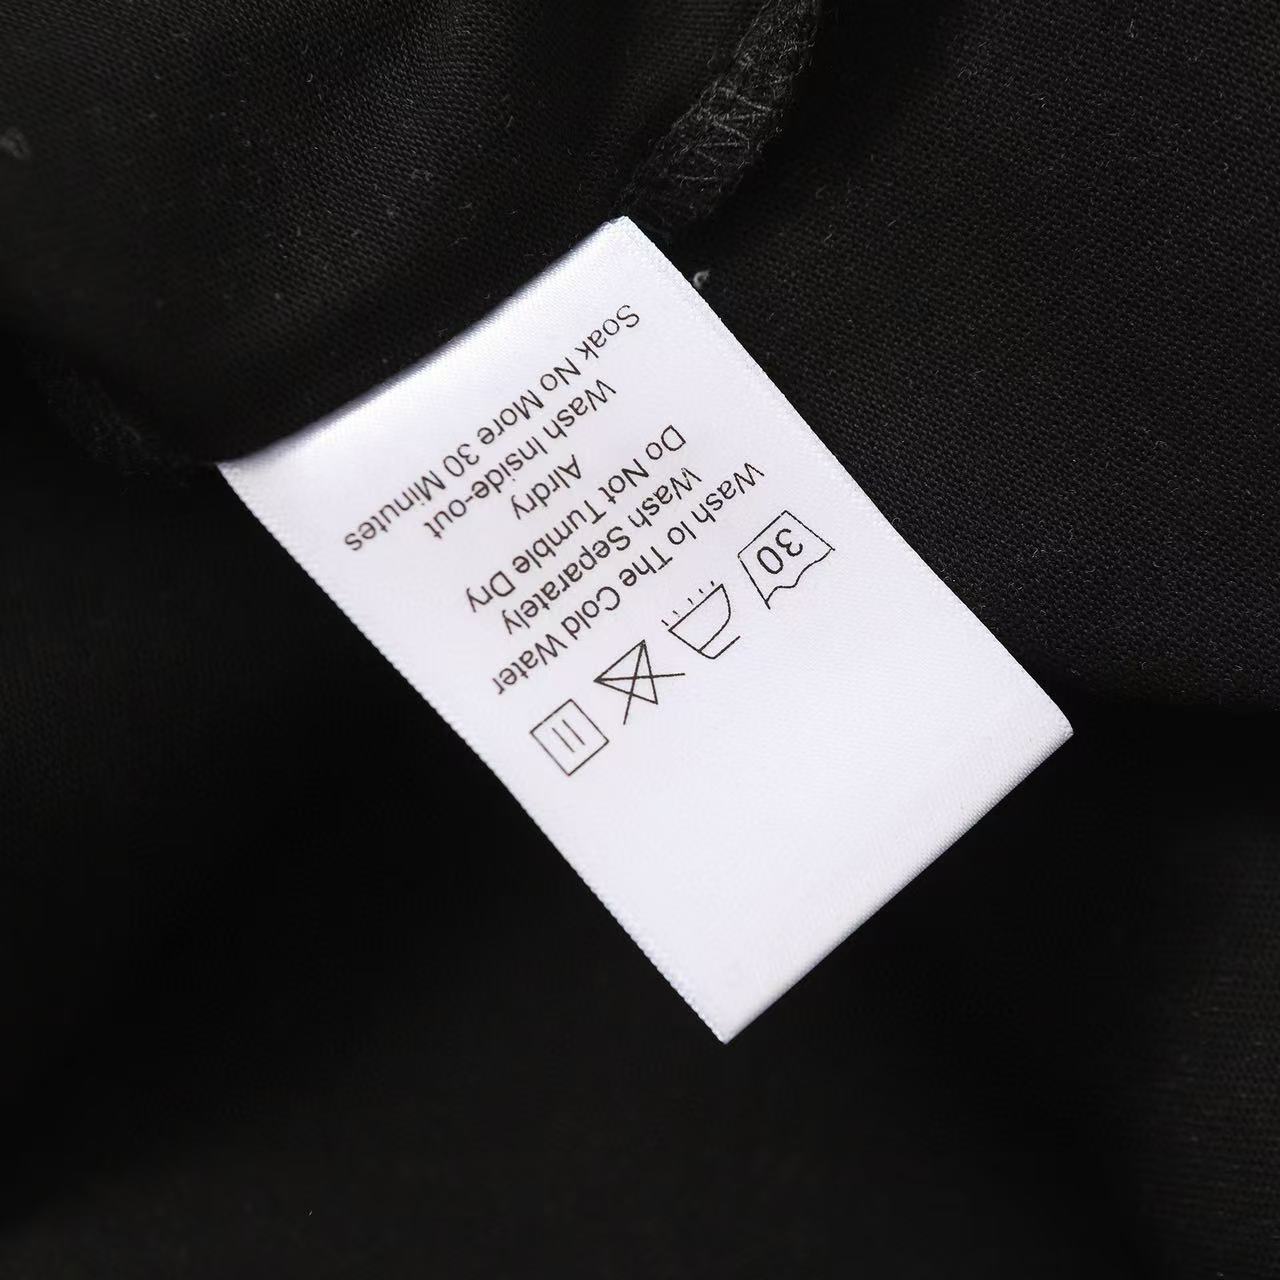 30
Wash Io The Cold Water
Wash Separately
Do Not Tumble Dry
Airdry
Wash Inside-out
Soak No More 30 Minutes